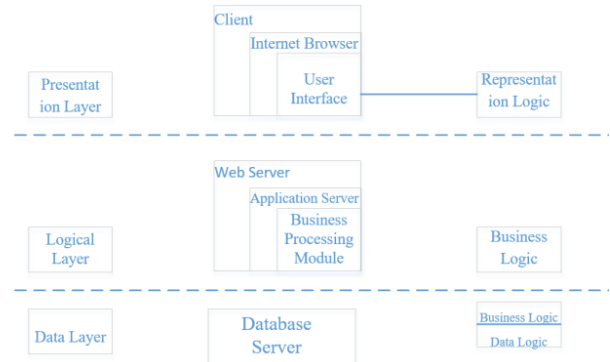 Client
Internet Browser
Presentat
ion Layer
User
Interface
Representat
ion Logic
Web Server
Application Server
Logical
Layer
Business
Processing
Module
Business
Logic
Data Layer
Database
Server
Business Logic
Data Logic